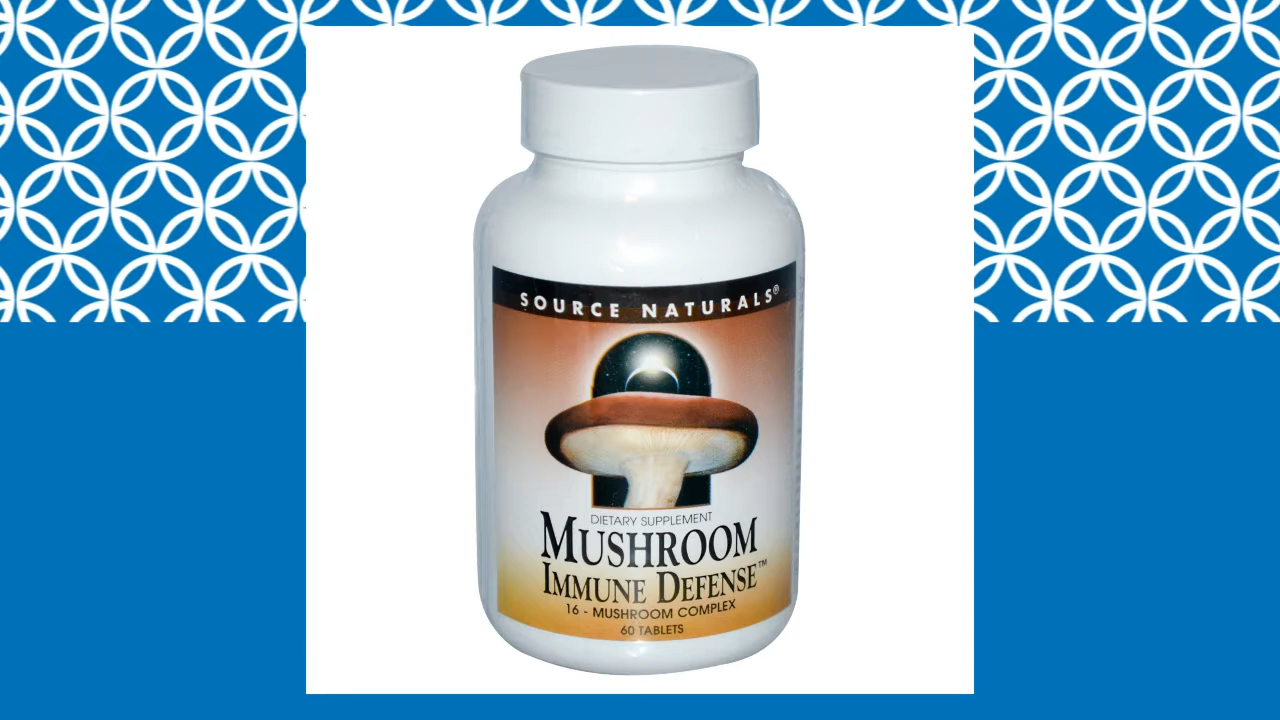 SOURCE NATURALS®
DIETARY SUPPLEMENT
MUSHROOM
IMMUNE DEFENSE™
16 - MUSHROOM COMPLEX
60 TABLETS